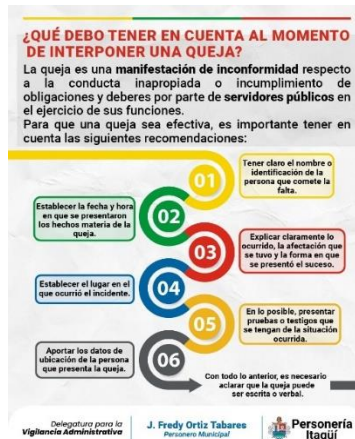 ¿QUÉ DEBO TENER EN CUENTA AL MOMENTO
DE INTERPONER UNA QUEJA?
La queja es una manifestación de inconformidad respecto
a la conducta inapropiada o incumplimiento de
obligaciones y deberes por parte de servidores públicos en
el ejercicio de sus funciones.
Para que una queja sea efectiva, es importante tener en
cuenta las siguientes recomendaciones:
01
Tener claro el nombre o
identificación de la
persona que comete la
falta.
02
Establecer la fecha y hora
en que se presentaron
los hechos materia de la
queja.
03
Explicar claramente lo
ocurrido, la afectación que
se tuvo y la forma en que
se presentó el suceso.
04
Establecer el lugar en el
que ocurrió el incidente.
05
En lo posible, presentar
pruebas o testigos que
se tengan de la situación
ocurrida.
06
Aportar los datos de
ubicación de la persona
que presenta la queja.
Con todo lo anterior, es necesario
aclarar que la queja puede
ser escrita o verbal.
Delegatura para la
Vigilancia Administrativa
J. Fredy Ortiz Tabares
Personero Municipal
Personería
Itagüí